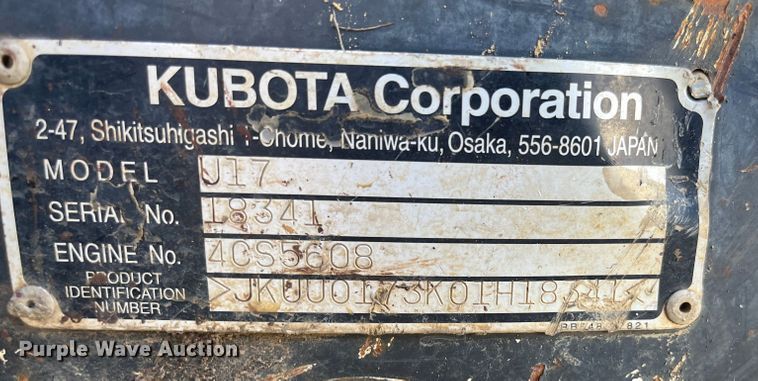 KUBOTA Corporation
2-47, Shikitsuhigashi 1-Chome, Naniwa-ku, Osaka, 556-8601 JAPAN
MODEL U17
SERIAL No. 18341
ENGINE No. 4CS5608
PRODUCT IDENTIFICATION NUMBER >JKUU0173K01H18341<
Purple Wave Auction